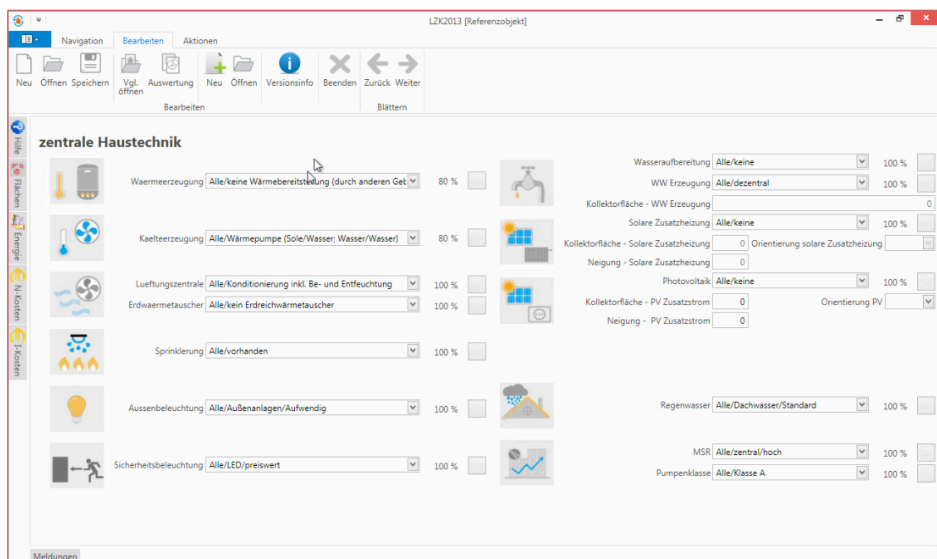 LZK2013 [Referenzobjekt]
Navigation Bearbeiten Aktionen
Neu Öffnen Speichern Vgl. öffnen Auswertung Neu Öffnen Versionsinfo Beenden Zurück Weiter
Bearbeiten Blättern
Hilfe
Flächen
Energie
N-Kosten
I-Kosten
zentrale Haustechnik
Waermeerzeugung Alle/keine Wärmebereitstellung (durch anderen Get 80 %
Kaelteerzeugung Alle/Wärmepumpe (Sole/Wasser; Wasser/Wasser) 80 %
Lueftungszentrale Alle/Konditionierung inkl. Be- und Entfeuchtung 100 %
Erdwaermetauscher Alle/kein Erdreichwärmetauscher 100 %
Sprinklerung Alle/vorhanden 100 %
Aussenbeleuchtung Alle/Außenanlagen/Aufwendig 100 %
Sicherheitsbeleuchtung Alle/LED/preiswert 100 %
Wasseraufbereitung Alle/keine 100 %
WW Erzeugung Alle/dezentral 100 %
Kollektorfläche - WW Erzeugung 0
Solare Zusatzheizung Alle/keine 100 %
Kollektorfläche - Solare Zusatzheizung 0 Orientierung solare Zusatzheizung
Neigung - Solare Zusatzheizung 0
Photovoltaik Alle/keine 100 %
Kollektorfläche - PV Zusatzstrom 0 Orientierung PV
Neigung - PV Zusatzstrom 0
Regenwasser Alle/Dachwasser/Standard 100 %
MSR Alle/zentral/hoch 100 %
Pumpenklasse Alle/Klasse A 100 %
Meldungen